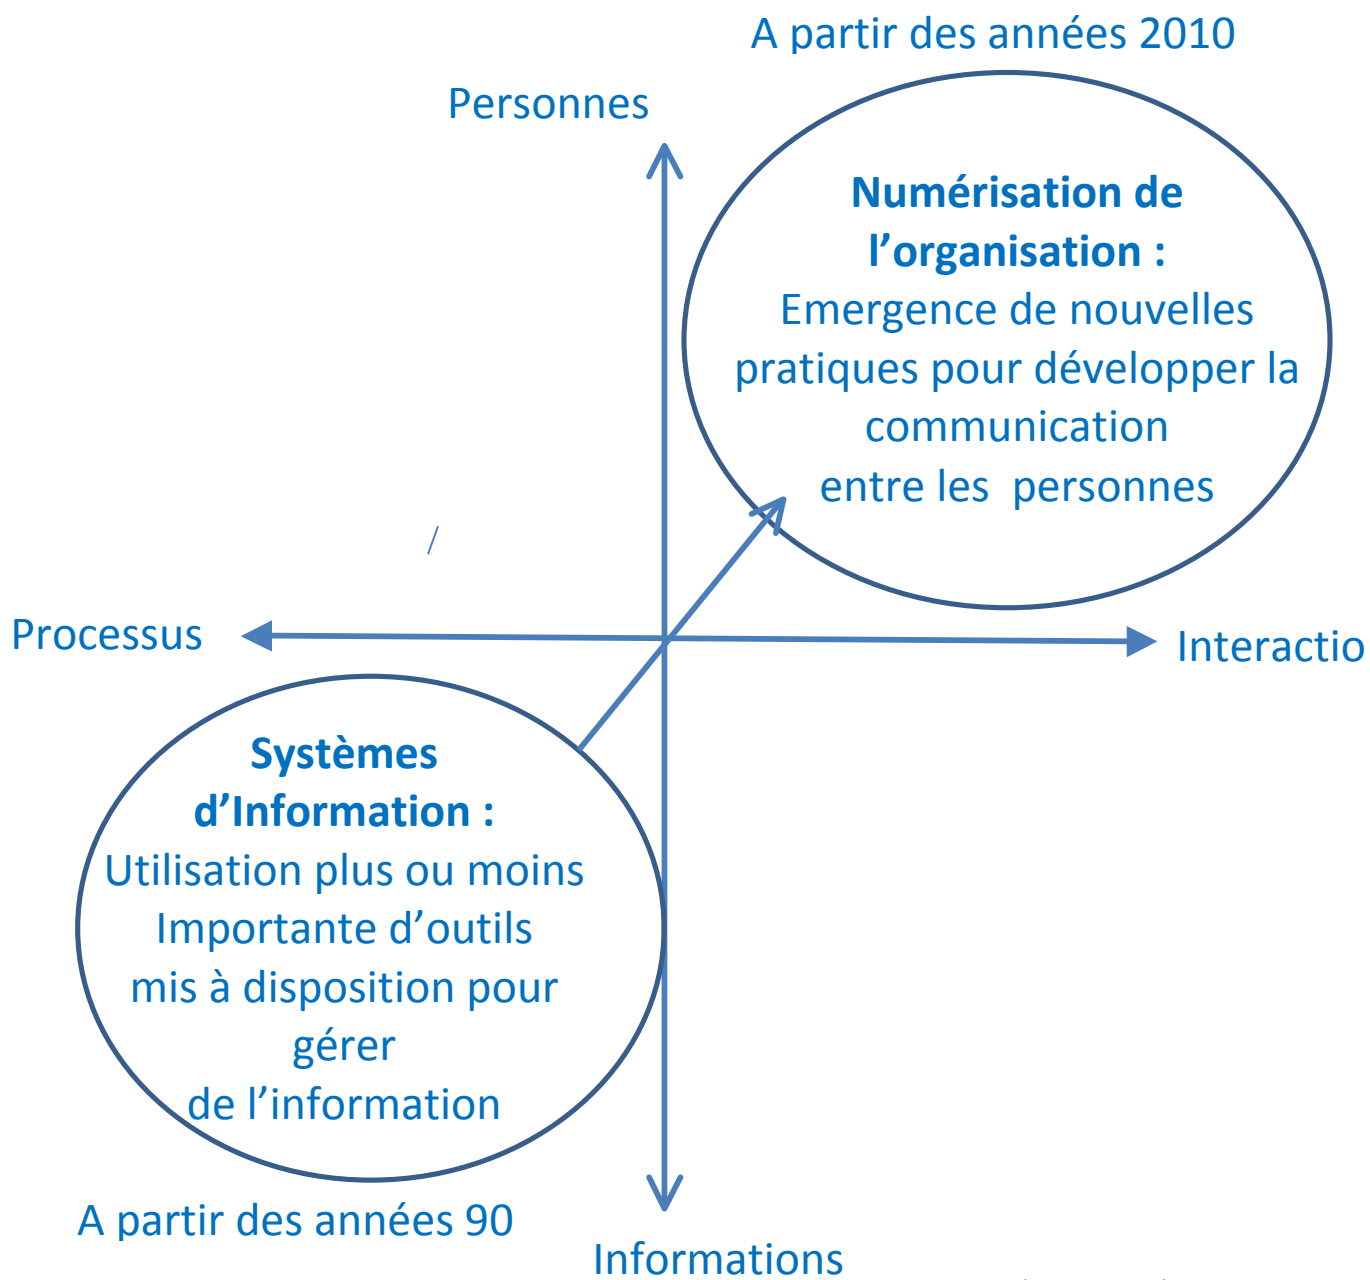 A partir des années 2010
Personnes
Numérisation de
l’organisation :
Emergence de nouvelles
pratiques pour développer la
communication
entre les personnes
/
Processus
Interactio
Systèmes
d’Information :
Utilisation plus ou moins
Importante d’outils
mis à disposition pour
gérer
de l’information
A partir des années 90
Informations